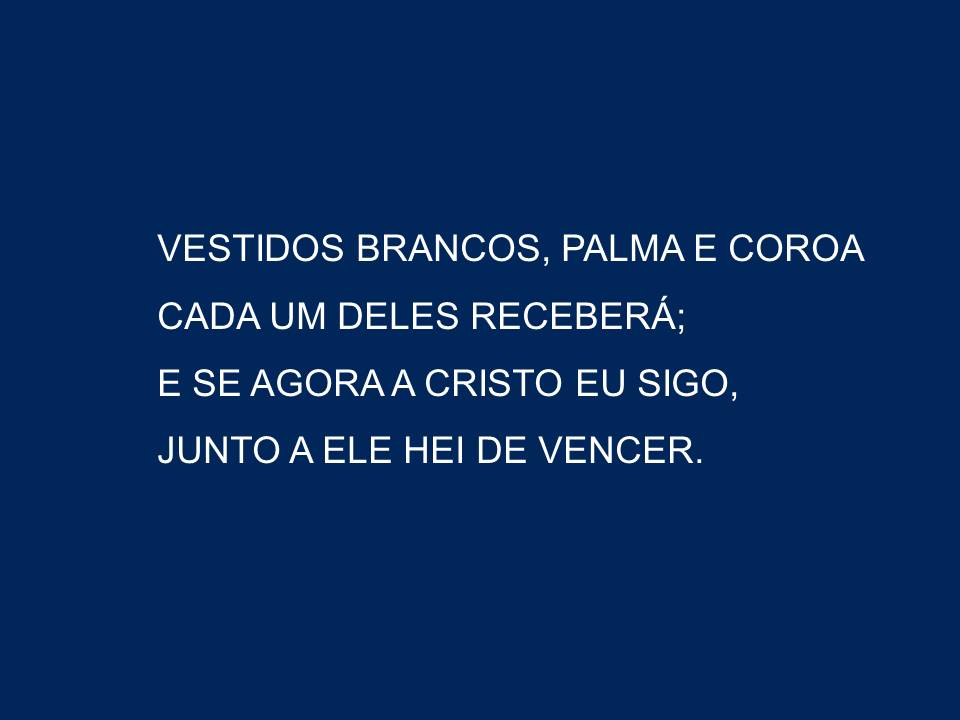 VESTIDOS BRANCOS, PALMA E COROA
CADA UM DELES RECEBERÁ;
E SE AGORA A CRISTO EU SIGO,
JUNTO A ELE HEI DE VENCER.